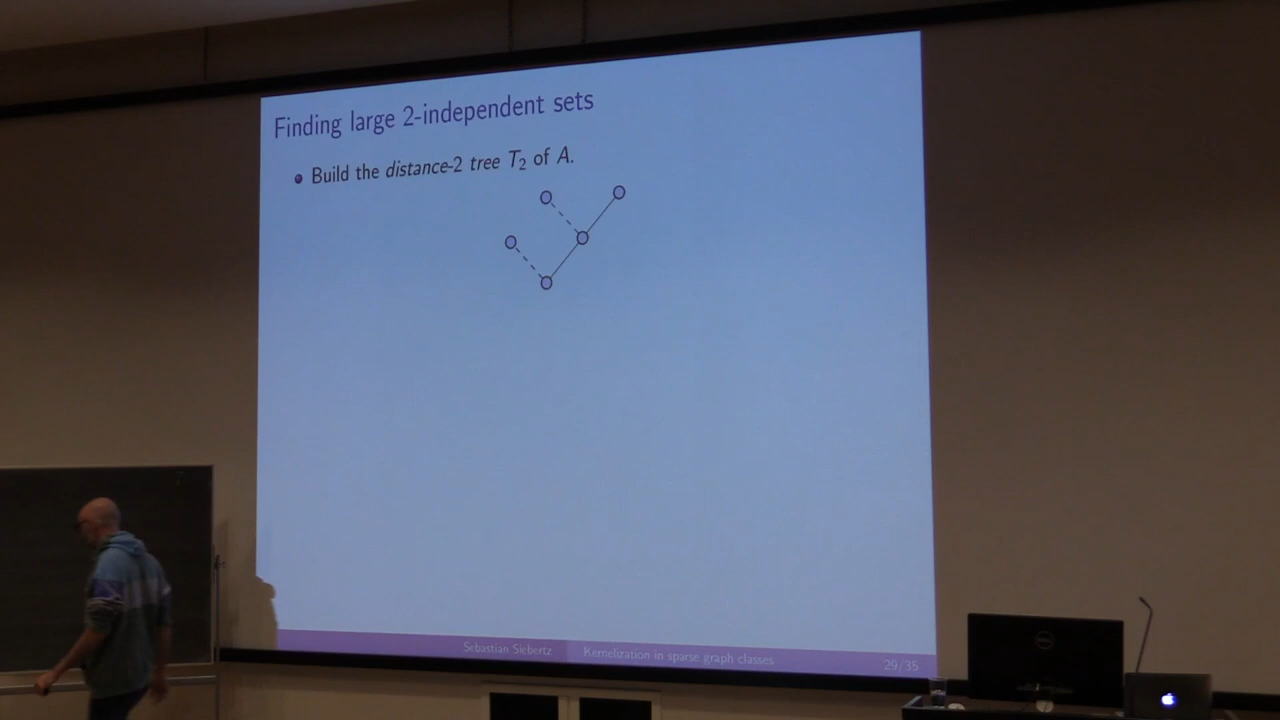 Finding large 2-independent sets
Build the distance-2 tree T₂ of A.
Sebastian Siebertz Kernelization in sparse graph classes 29/35